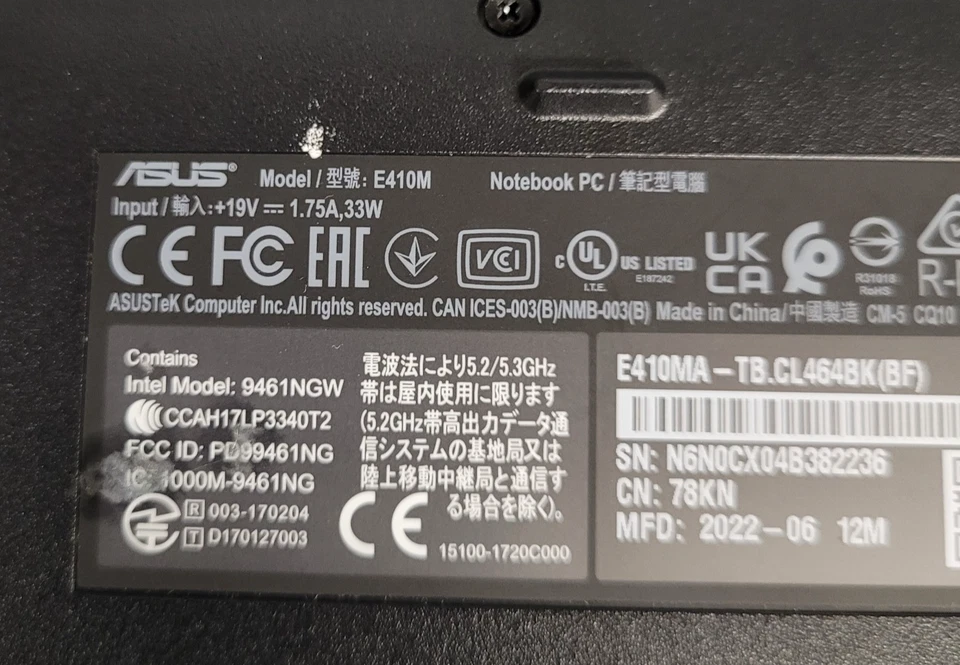 ASUS® Model / 型號: E410M Notebook PC / 筆記型電腦
Input / 輸入:+19V ⎓ 1.75A,33W
CE FC EAC VCI c UL US LISTED UK CA
I.T.E. E187242 R31018 RoHS
ASUSTeK Computer Inc.All rights reserved. CAN ICES-003(B)/NMB-003(B) Made in China/中國製造 CM-5 CQ10
Contains
Intel Model: 9461NGW
CCAH17LP3340T2
FCC ID: PD99461NG
IC: 1000M-9461NG
R 003-170204
T D170127003
電波法により5.2/5.3GHz
帯は屋内使用に限ります
(5.2GHz帯高出力データ通
信システムの基地局又は
陸上移動中継局と通信す
る場合を除く)。
CE 15100-1720C000
E410MA-TB.CL464BK(BF)
SN: N6N0CX04B382236
CN: 78KN
MFD: 2022-06 12M